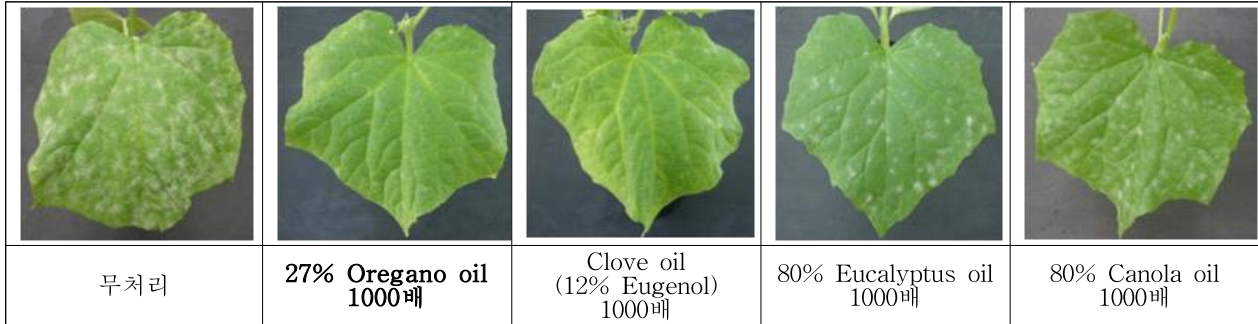 무처리
27% Oregano oil
1000배
Clove oil
(12% Eugenol)
1000배
80% Eucalyptus oil
1000배
80% Canola oil
1000배